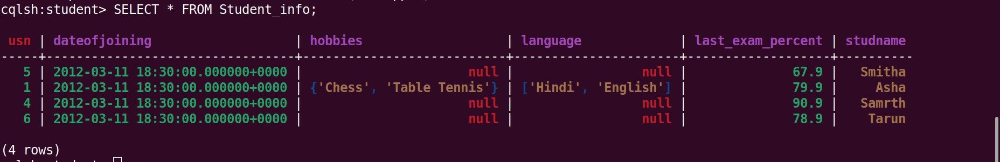 cqlsh:student> SELECT * FROM Student_info;
usn | dateofjoining | hobbies | language | last_exam_percent | studname
-----+---------------------------------+---------------------------+----------------------+-------------------+----------
5 | 2012-03-11 18:30:00.000000+0000 | null | null | 67.9 | Smitha
1 | 2012-03-11 18:30:00.000000+0000 | {'Chess', 'Table Tennis'} | ['Hindi', 'English'] | 79.9 | Asha
4 | 2012-03-11 18:30:00.000000+0000 | null | null | 90.9 | Samrth
6 | 2012-03-11 18:30:00.000000+0000 | null | null | 78.9 | Tarun
(4 rows)